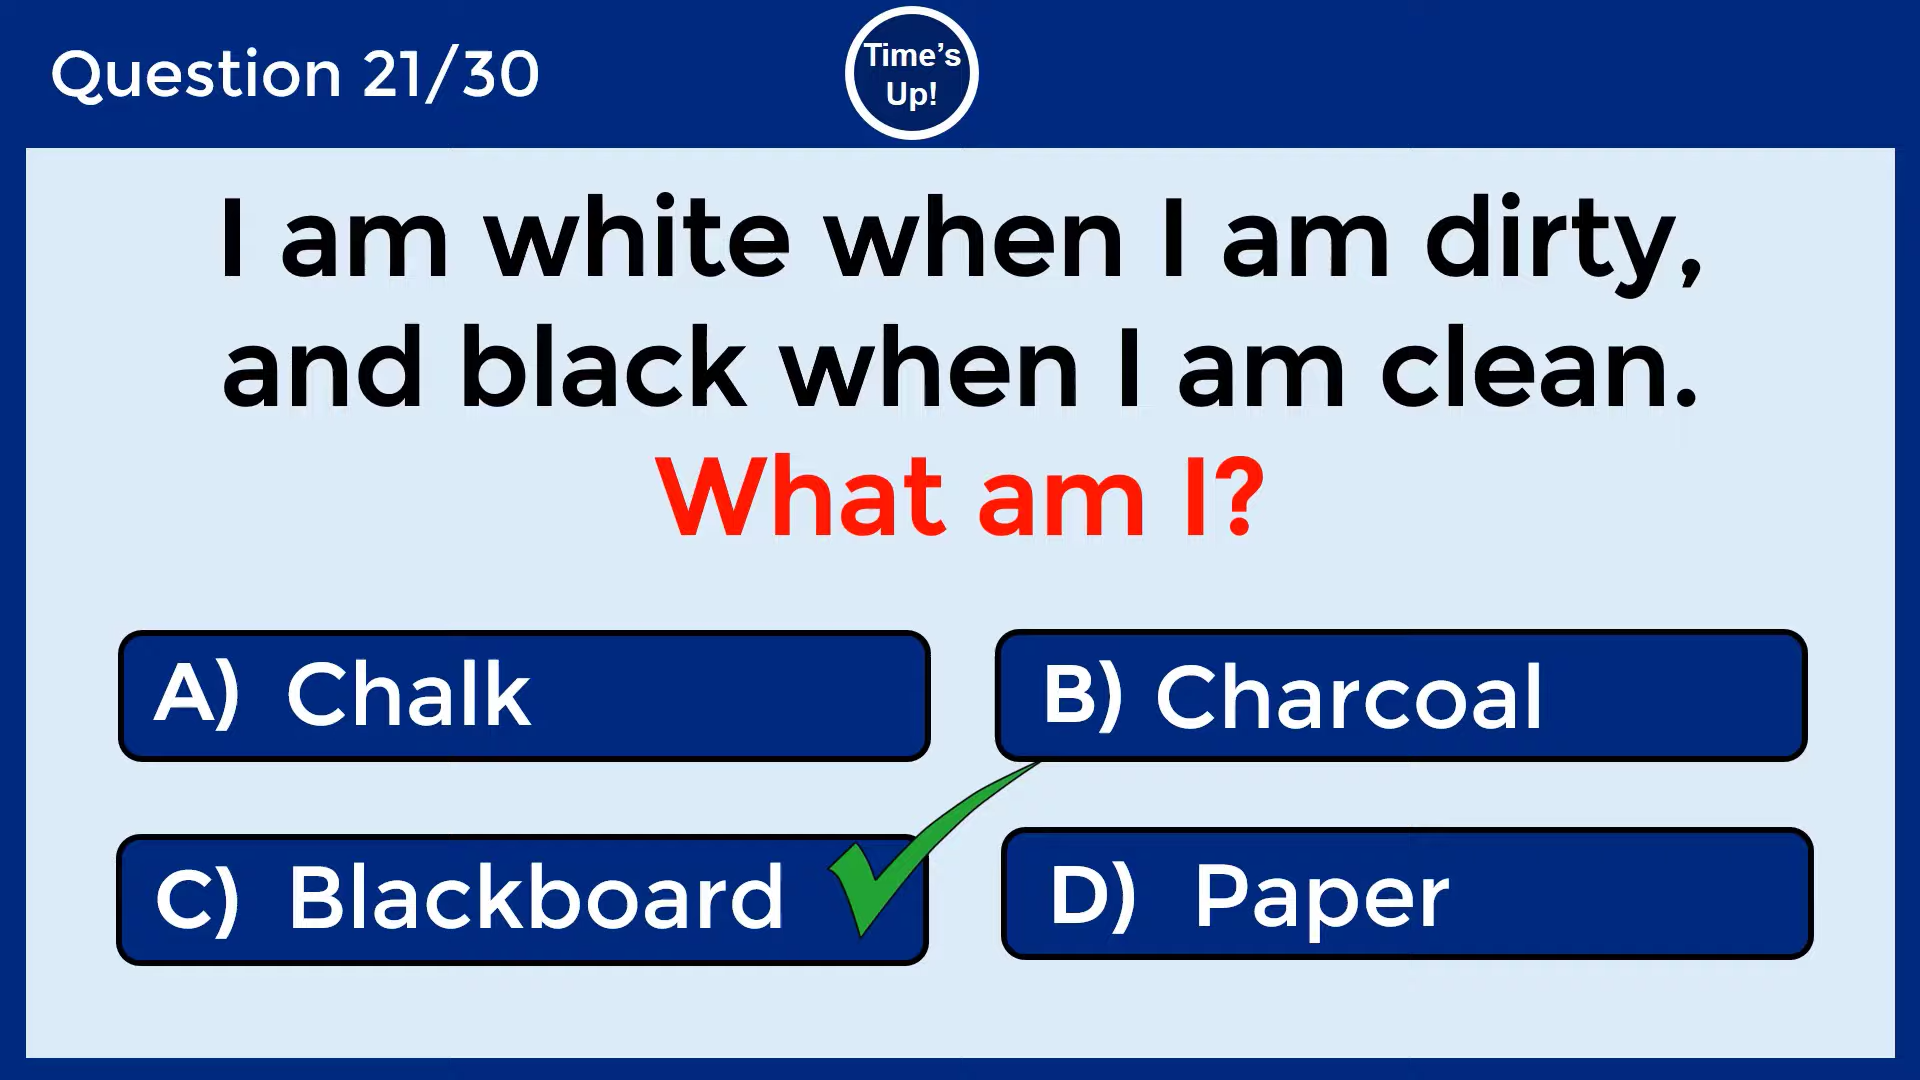 Question 21/30
Time’s
Up!
I am white when I am dirty,
and black when I am clean.
What am I?
A) Chalk
B) Charcoal
C) Blackboard
D) Paper